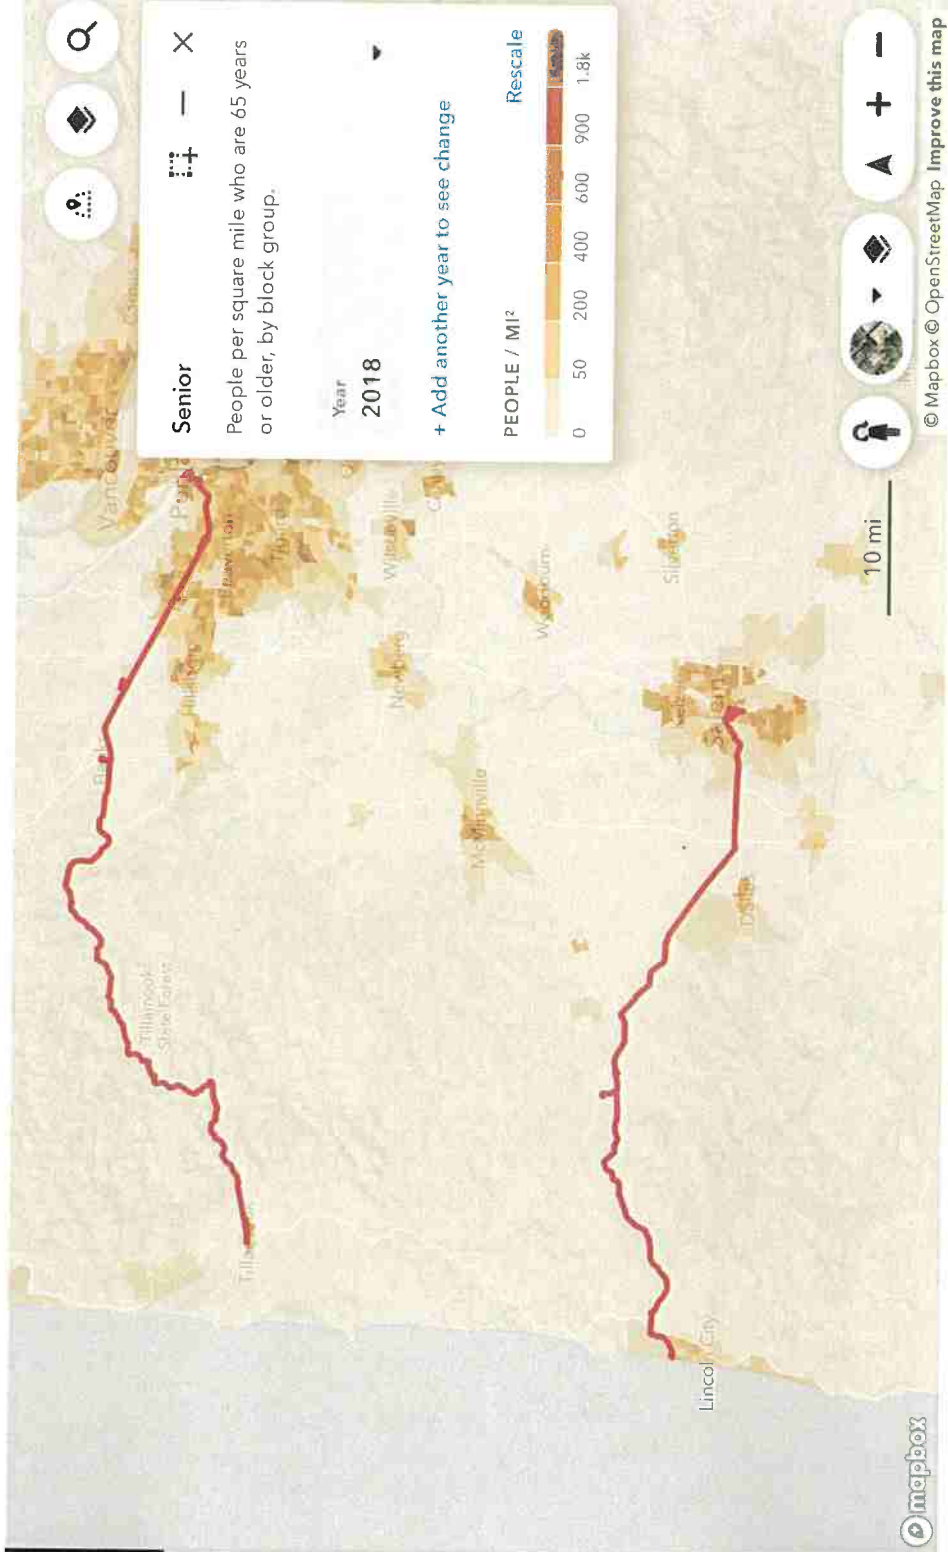 Senior
People per square mile who are 65 years
or older, by block group.
Year
2018
+ Add another year to see change
PEOPLE / MI²
Rescale
0 50 200 400 600 900 1.8k
Vancouver
Tigard
Wilsonville
Newberg
Woodburn
Silverton
McMinnville
Salem
Dallas
Tillamook
State Forest
Lincoln City
10 mi
mapbox
© Mapbox © OpenStreetMap Improve this map